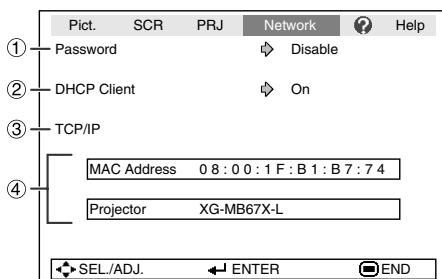 Pict. SCR PRJ Network ? Help
① Password Disable
② DHCP Client On
③ TCP/IP
④
MAC Address 08:00:1F:B1:B7:74
Projector XG-MB67X-L
SEL./ADJ. ENTER END